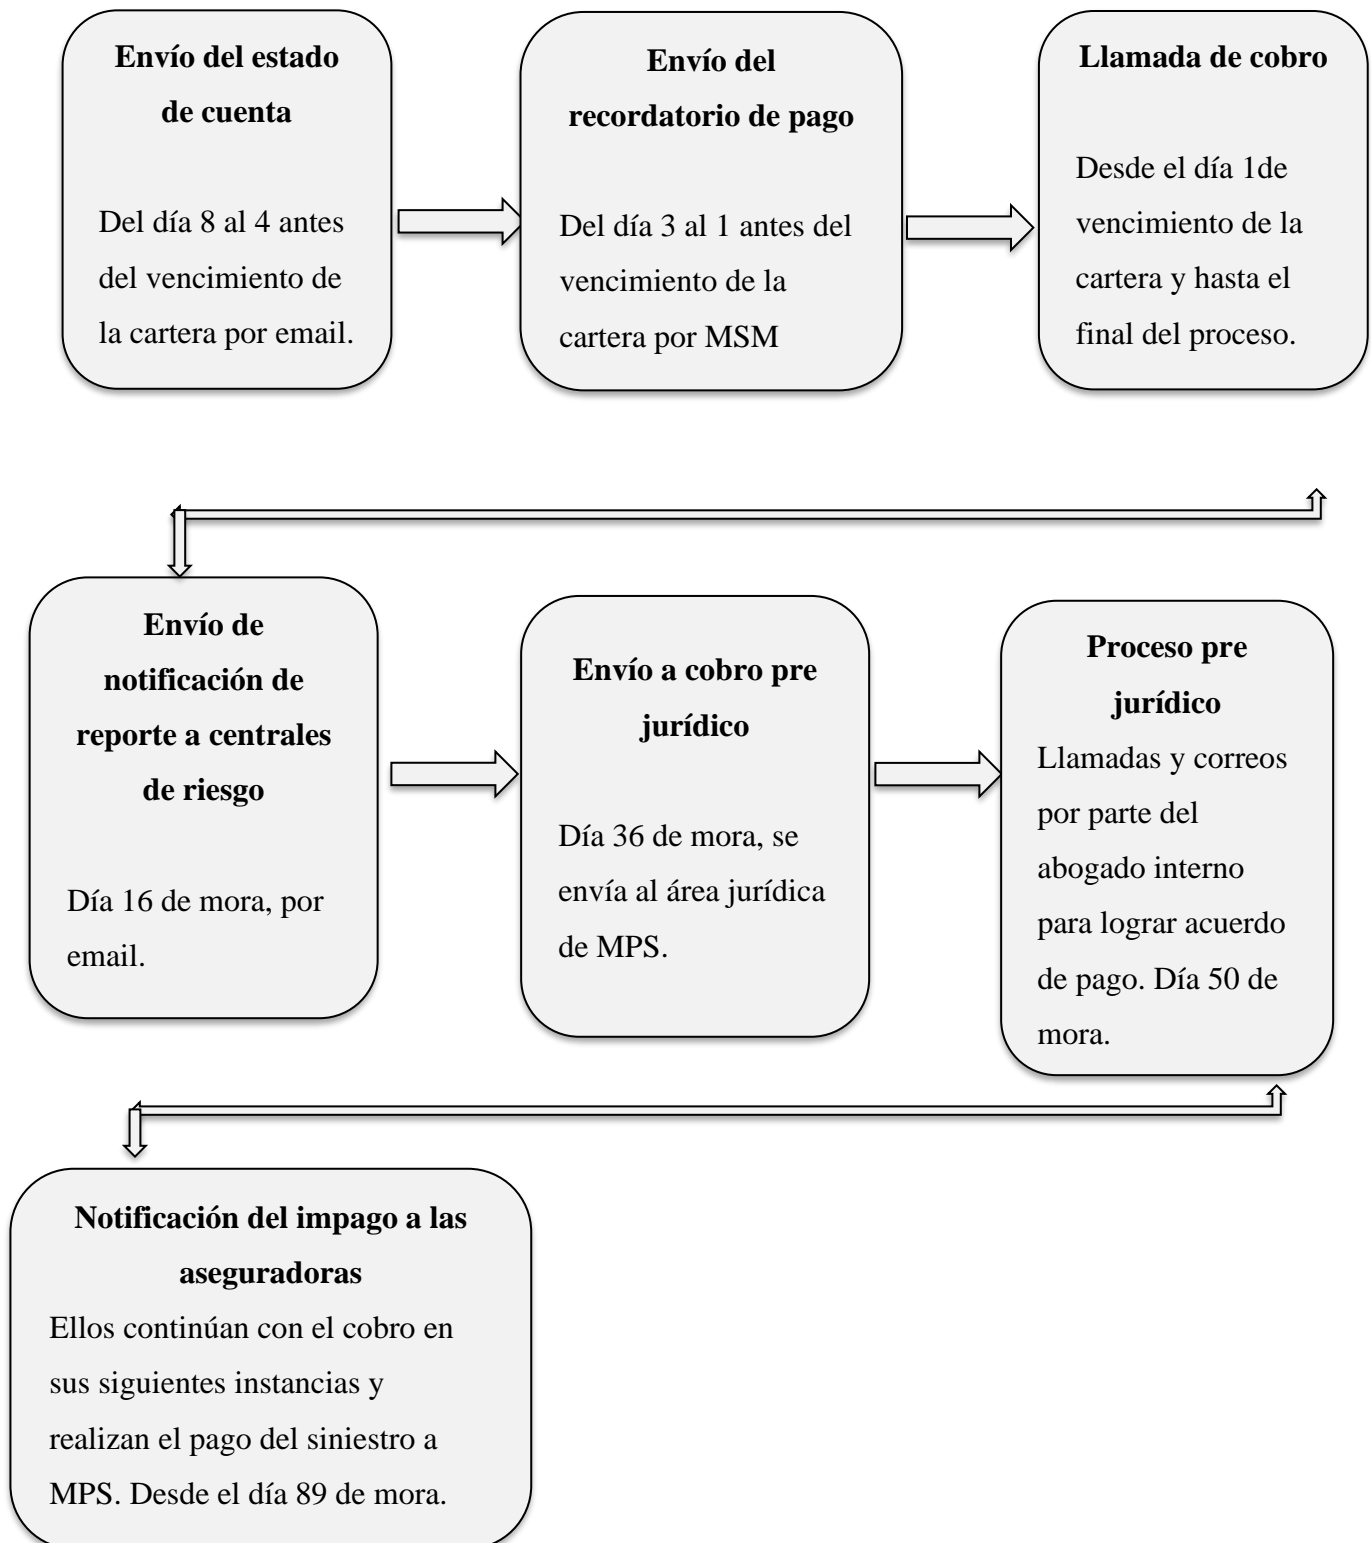 Envío del estado
de cuenta
Del día 8 al 4 antes
del vencimiento de
la cartera por email.
Envío del
recordatorio de pago
Del día 3 al 1 antes del
vencimiento de la
cartera por MSM
Llamada de cobro
Desde el día 1de
vencimiento de la
cartera y hasta el
final del proceso.
Envío de
notificación de
reporte a centrales
de riesgo
Día 16 de mora, por
email.
Envío a cobro pre
jurídico
Día 36 de mora, se
envía al área jurídica
de MPS.
Proceso pre
jurídico
Llamadas y correos
por parte del
abogado interno
para lograr acuerdo
de pago. Día 50 de
mora.
Notificación del impago a las
aseguradoras
Ellos continúan con el cobro en
sus siguientes instancias y
realizan el pago del siniestro a
MPS. Desde el día 89 de mora.